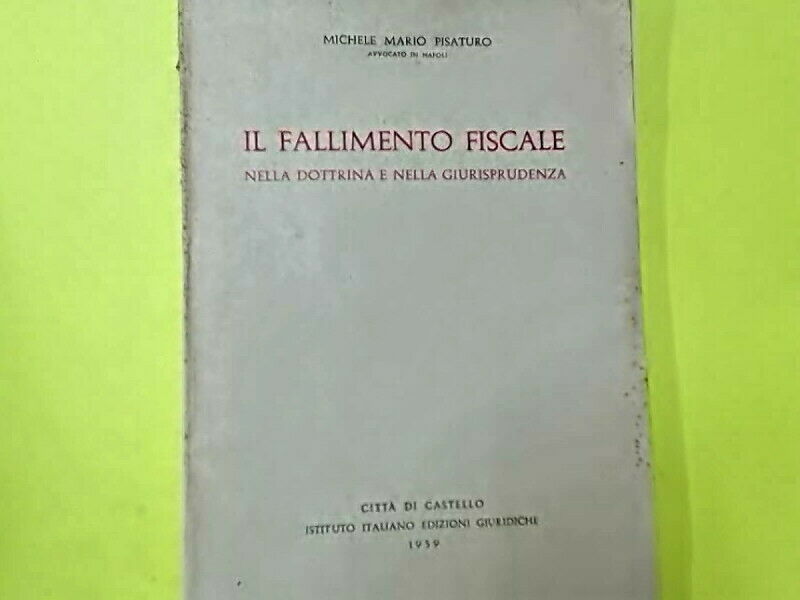 MICHELE MARIO PISATURO
AVVOCATO IN NAPOLI
IL FALLIMENTO FISCALE
NELLA DOTTRINA E NELLA GIURISPRUDENZA
CITTÀ DI CASTELLO
ISTITUTO ITALIANO EDIZIONI GIURIDICHE
1959